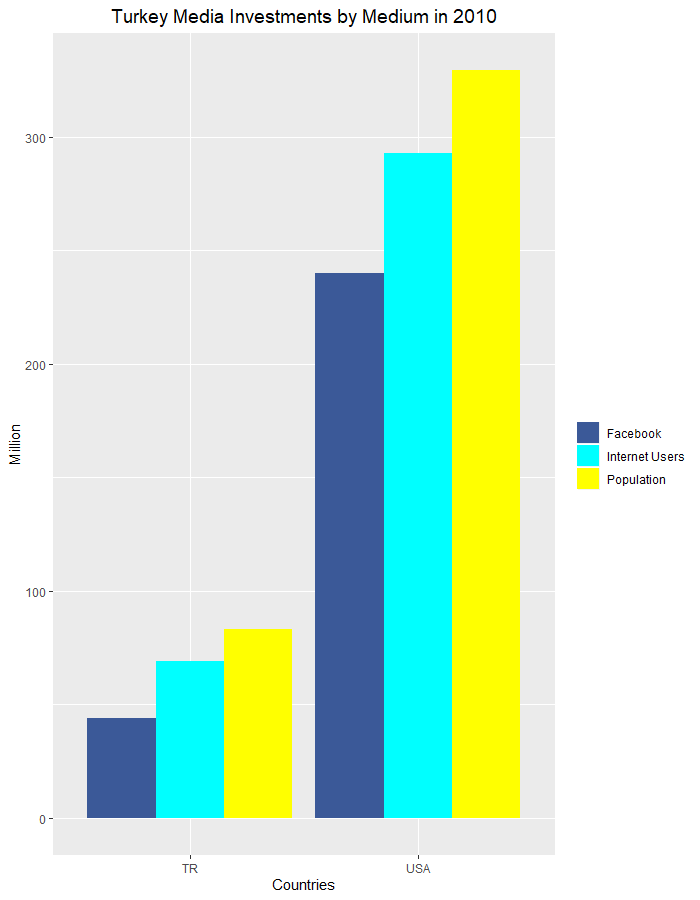 Turkey Media Investments by Medium in 2010
Million
300
200
100
0
TR
USA
Countries
Facebook
Internet Users
Population